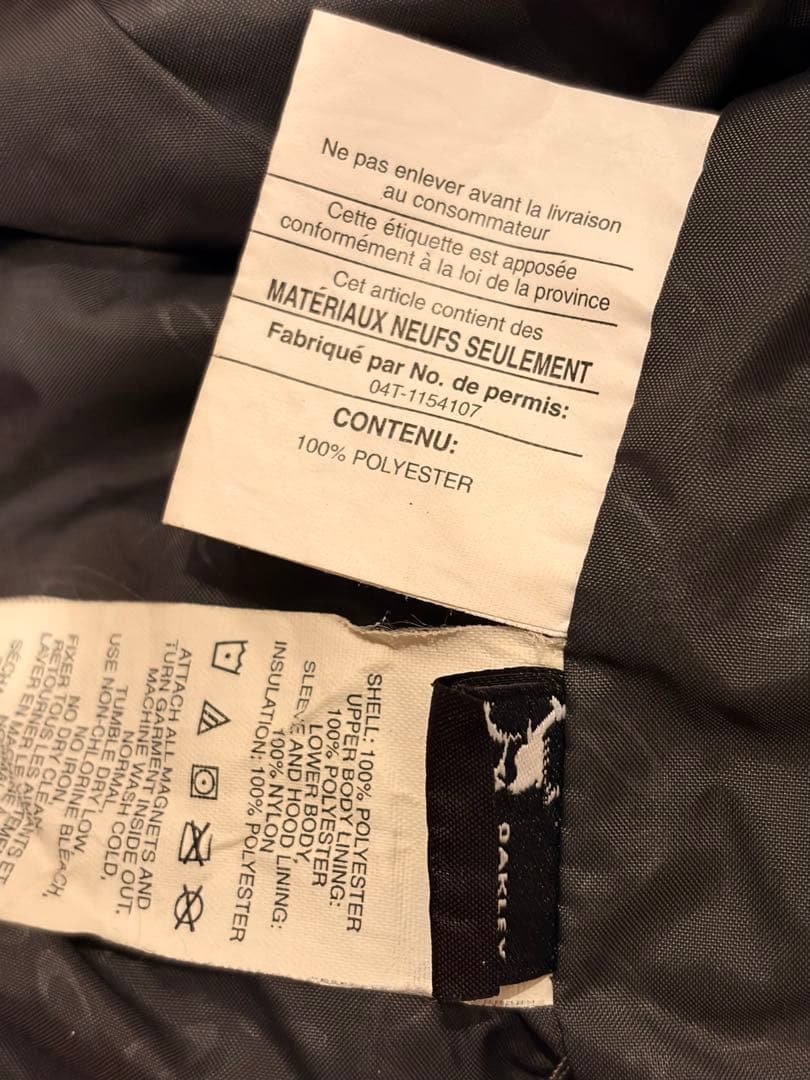 Ne pas enlever avant la livraison
au consommateur
Cette étiquette est apposée
conformément à la loi de la province
Cet article contient des
MATÉRIAUX NEUFS SEULEMENT
Fabriqué par No. de permis:
04T-1154107
CONTENU:
100% POLYESTER
OAKLEY
SHELL: 100% POLYESTER
UPPER BODY LINING:
100% POLYESTER
LOWER BODY,
SLEEVE AND HOOD LINING:
100% NYLON
INSULATION: 100% POLYESTER
ATTACH ALL MAGNETS AND
TURN GARMENT INSIDE OUT.
MACHINE WASH COLD,
NORMAL
USE NON-CHLORINE BLEACH,
TUMBLE DRY LOW,
NO IRON